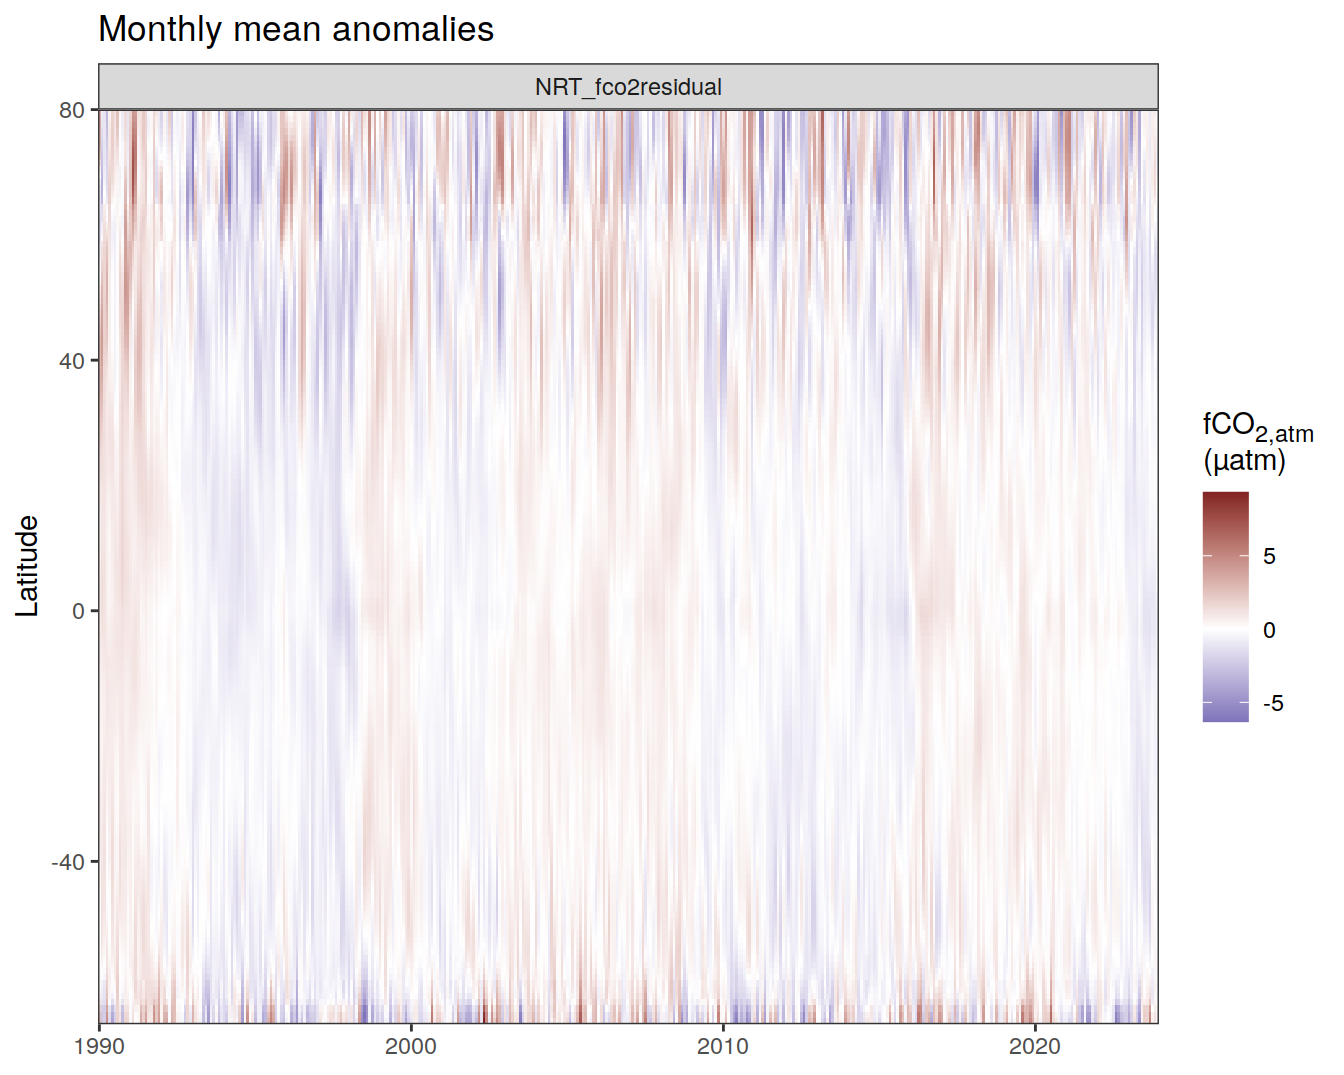 Monthly mean anomalies
NRT_fco2residual
80
40
0
-40
Latitude
1990
2000
2010
2020
fCO2,atm
(µatm)
5
0
-5